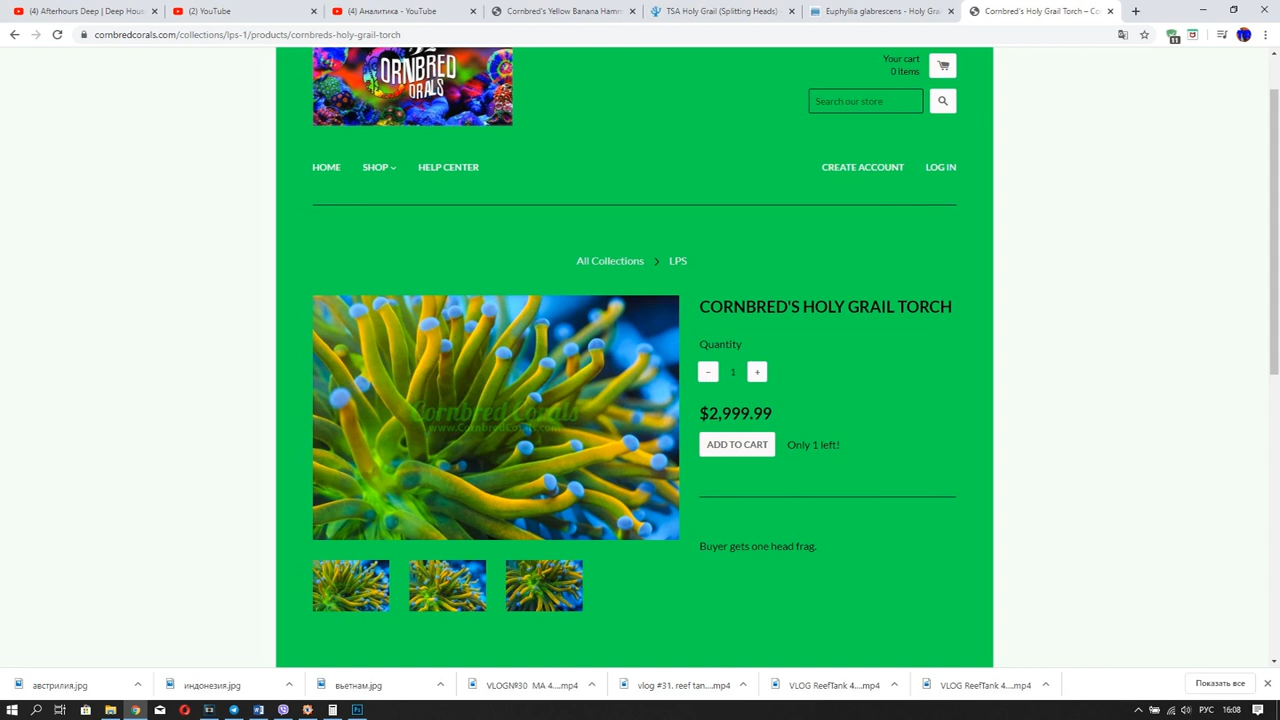 (4) Afterhours Deep | Deep Hous
(2) YouTube
(4) Аналитика - YouTube
Cornbred's Yellow Banana Hamm
TSA Holy Grail (Splitting Heads)
Euphyllia glabrescens - Holy Gra
Cornbred's Holy Grail Torch – Co
cornbredcorals.com/collections/lps-1/products/cornbreds-holy-grail-torch
11
ORNBRED
ORALS
Your cart
0 items
Search our store
HOME SHOP HELP CENTER CREATE ACCOUNT LOG IN
All Collections > LPS
Cornbred Corals
www.CornbredCorals.com
CORNBRED'S HOLY GRAIL TORCH
Quantity
− 1 +
$2,999.99
ADD TO CART Only 1 left!
Buyer gets one head frag.
австрилия.jpg
индонезия.jpg
вьетнам.jpg
VLOG№30 MA 4....mp4
vlog #31. reef tan....mp4
VLOG ReefTank 4....mp4
VLOG ReefTank 4....mp4
Показать все
РУС 16:08